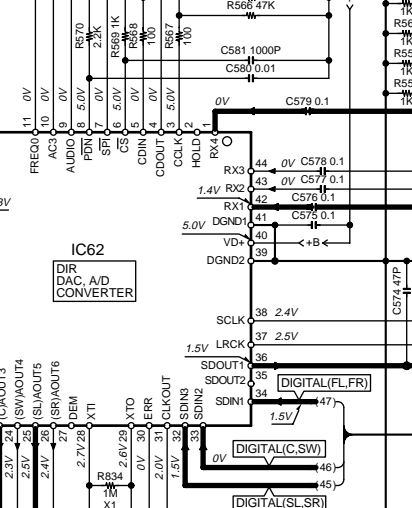 R566 47K
R570
2.2K
R569 1K
R568
100
R567
100
C581 1000P
C580 0.01
0V
0V
0V
5.0V
5.0V
0V
5.0V
0V
C579 0.1
11
10
9
8
7
6
5
4
3
2
1
FREQ0
AC3
AUDIO
PDN
SPI
CS
CDIN
CDOUT
CCLK
HOLD
RX4
RX3 44 0V C578 0.1
RX2 43 0V C577 0.1
1.4V
RX1 42 C576 0.1
DGND1 41 C575 0.1
5.0V
VD+ 40 +B
DGND2 39
IC62
DIR
DAC, A/D
CONVERTER
C574 47P
SCLK 38 2.4V
LRCK 37 2.5V
1.5V
SDOUT1 36
SDOUT2 35
SDIN1 34
DIGITAL(FL,FR)
(47)
1.5V
(C)AOUT3
(SW)AOUT4
(SL)AOUT5
(SR)AOUT6
DEM
XTI
XTO
ERR
CLKOUT
SDIN3
SDIN2
24
25
26
27
28
29
30
31
32
33
2.3V
2.5V
2.4V
2.7V
2.6V
0V
2.0V
1.5V
0V
R834
1M
X1
DIGITAL(C,SW)
(46)
(45)
DIGITAL(SL,SR)